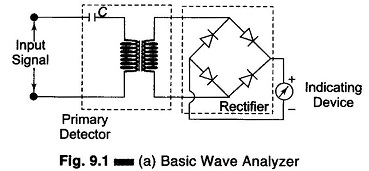 C
Input
Signal
Primary
Detector
Rectifier
+
Indicating
Device
–
Fig. 9.1 (a) Basic Wave Analyzer